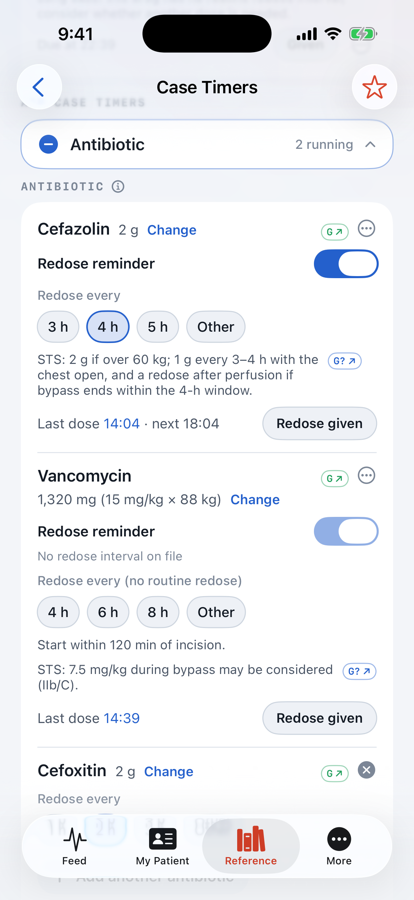 9:41
Case Timers
CASE TIMERS
Antibiotic 2 running
ANTIBIOTIC
Cefazolin 2 g Change G ↗
Redose reminder
Redose every
3 h 4 h 5 h Other
STS: 2 g if over 60 kg; 1 g every 3–4 h with the G? ↗
chest open, and a redose after perfusion if
bypass ends within the 4-h window.
Last dose 14:04 · next 18:04 Redose given
Vancomycin G ↗
1,320 mg (15 mg/kg × 88 kg) Change
Redose reminder
No redose interval on file
Redose every (no routine redose)
4 h 6 h 8 h Other
Start within 120 min of incision.
STS: 7.5 mg/kg during bypass may be considered G? ↗
(IIb/C).
Last dose 14:39 Redose given
Cefoxitin 2 g Change G ↗
Redose every
Feed My Patient Reference More
Add another antibiotic